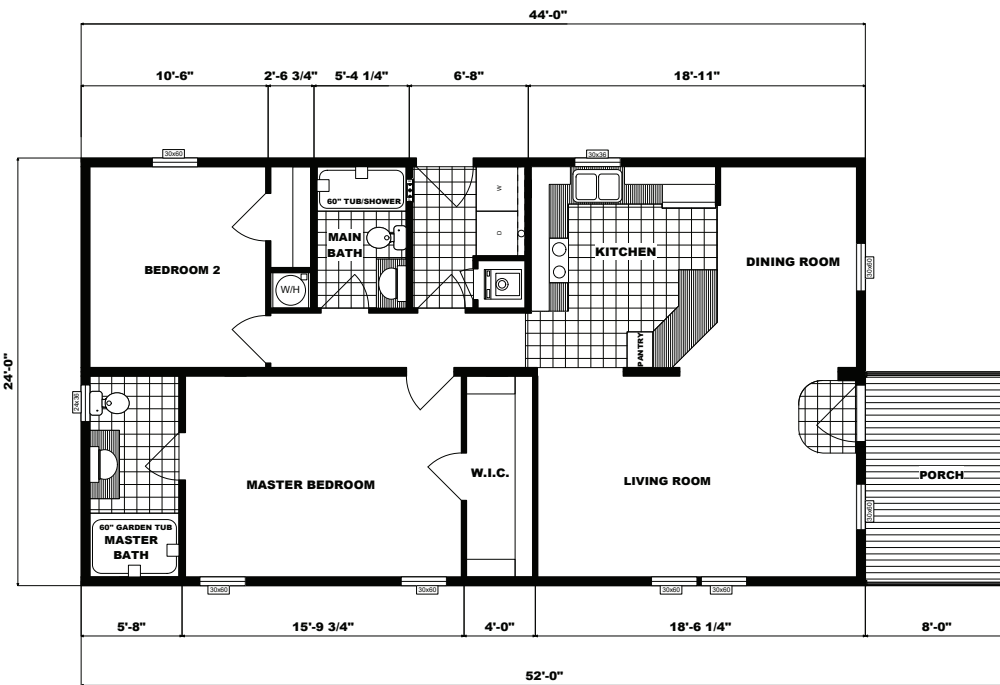 44'-0"
10'-6" 2'-6 3/4" 5'-4 1/4" 6'-8" 18'-11"
30x60
30x36
W
60" TUB/SHOWER
D
MAIN
BATH
KITCHEN
BEDROOM 2
DINING ROOM
30x60
W/H
24'-0"
PANTRY
24x36
W.I.C.
MASTER BEDROOM
LIVING ROOM
PORCH
30x60
60" GARDEN TUB
MASTER
BATH
30x60 30x60 30x60 30x60
5'-8" 15'-9 3/4" 4'-0" 18'-6 1/4" 8'-0"
52'-0"